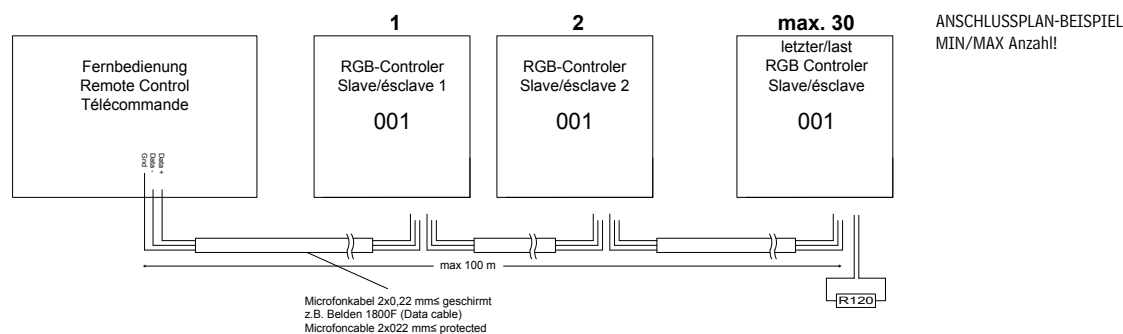 1
2
max. 30
ANSCHLUSSPLAN-BEISPIEL
MIN/MAX Anzahl!
Fernbedienung
Remote Control
Télécommande
Gnd
Data -
Data +
RGB-Controler
Slave/ésclave 1
001
RGB-Controler
Slave/ésclave 2
001
letzter/last
RGB Controler
Slave/ésclave
001
max 100 m
R120
Microfonkabel 2x0,22 mm≤ geschirmt
z.B. Belden 1800F (Data cable)
Microfoncable 2x022 mm≤ protected